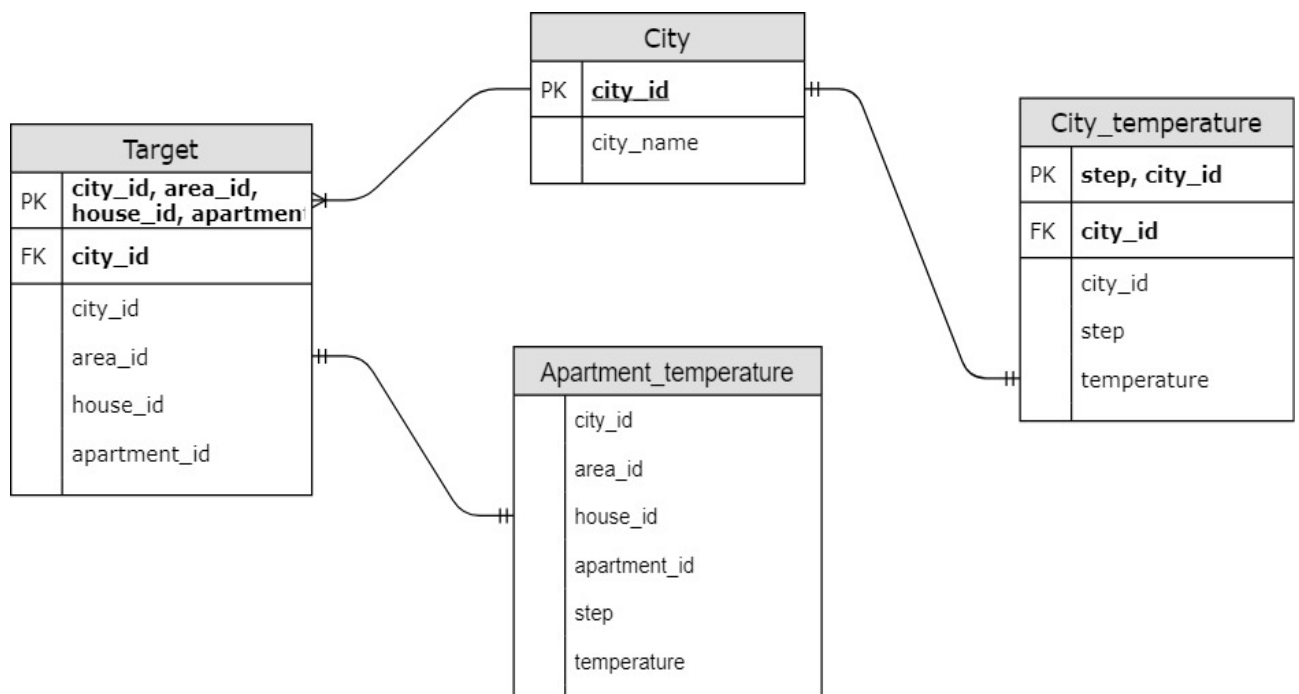 City
PK city_id
city_name
Target
PK city_id, area_id,
house_id, apartmen
FK city_id
city_id
area_id
house_id
apartment_id
Apartment_temperature
city_id
area_id
house_id
apartment_id
step
temperature
City_temperature
PK step, city_id
FK city_id
city_id
step
temperature